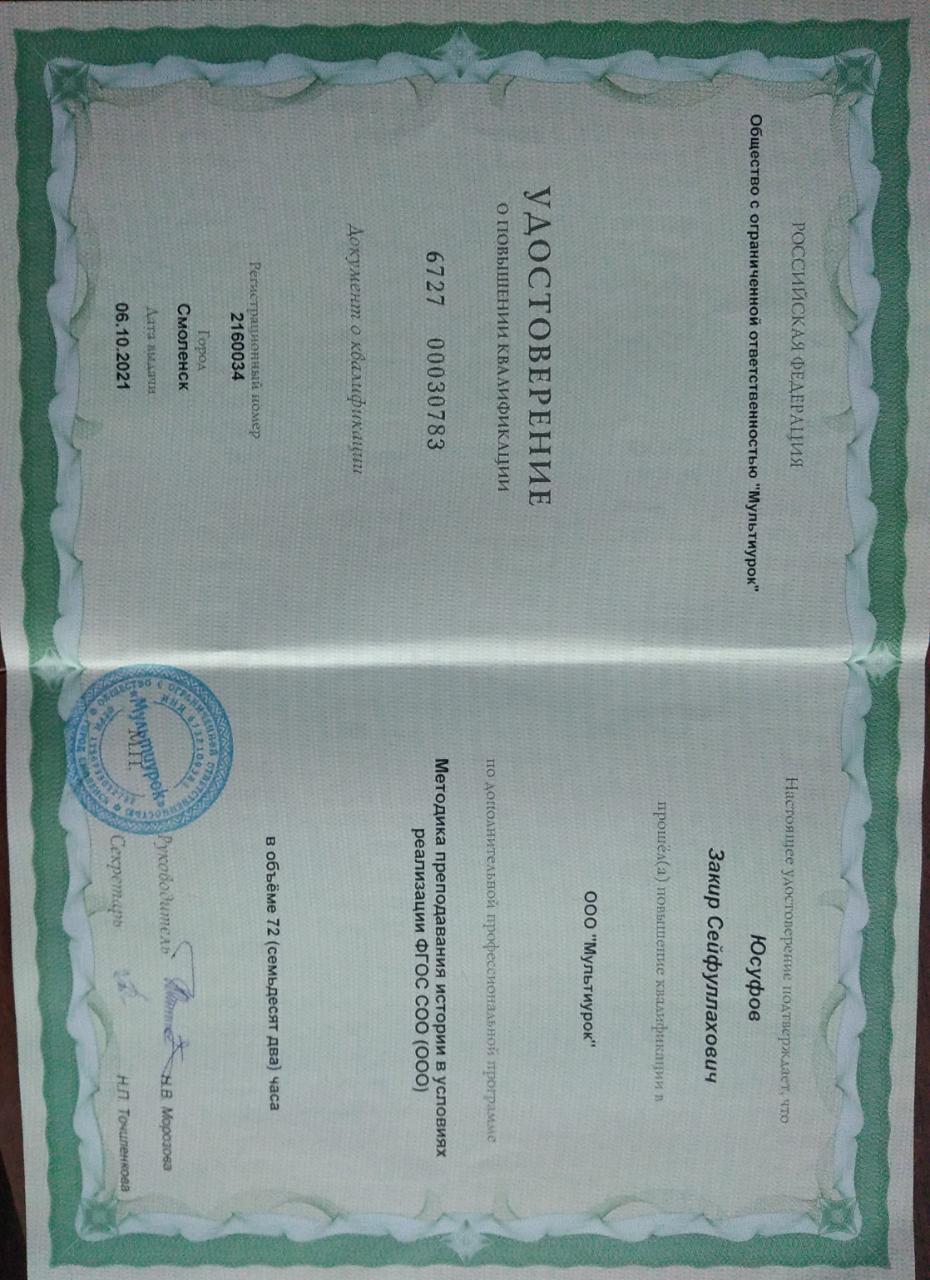 РОССИЙСКАЯ ФЕДЕРАЦИЯ
Общество с ограниченной ответственностью "Мультиурок"
УДОСТОВЕРЕНИЕ
О ПОВЫШЕНИИ КВАЛИФИКАЦИИ
6727 00030783
Документ о квалификации
Регистрационный номер
2160034
Город
Смоленск
Дата выдачи
06.10.2021
Настоящее удостоверение подтверждает, что
Юсуфов
Закир Сейфуллахович
прошёл(а) повышение квалификации в
ООО "Мультиурок"
по дополнительной профессиональной программе
Методика преподавания истории в условиях
реализации ФГОС СОО (ООО)
в объёме 72 (семьдесят два) часа
Руководитель Н.В. Морозова
Секретарь Н.П. Точиленкова
М.П.
«Мультиурок»